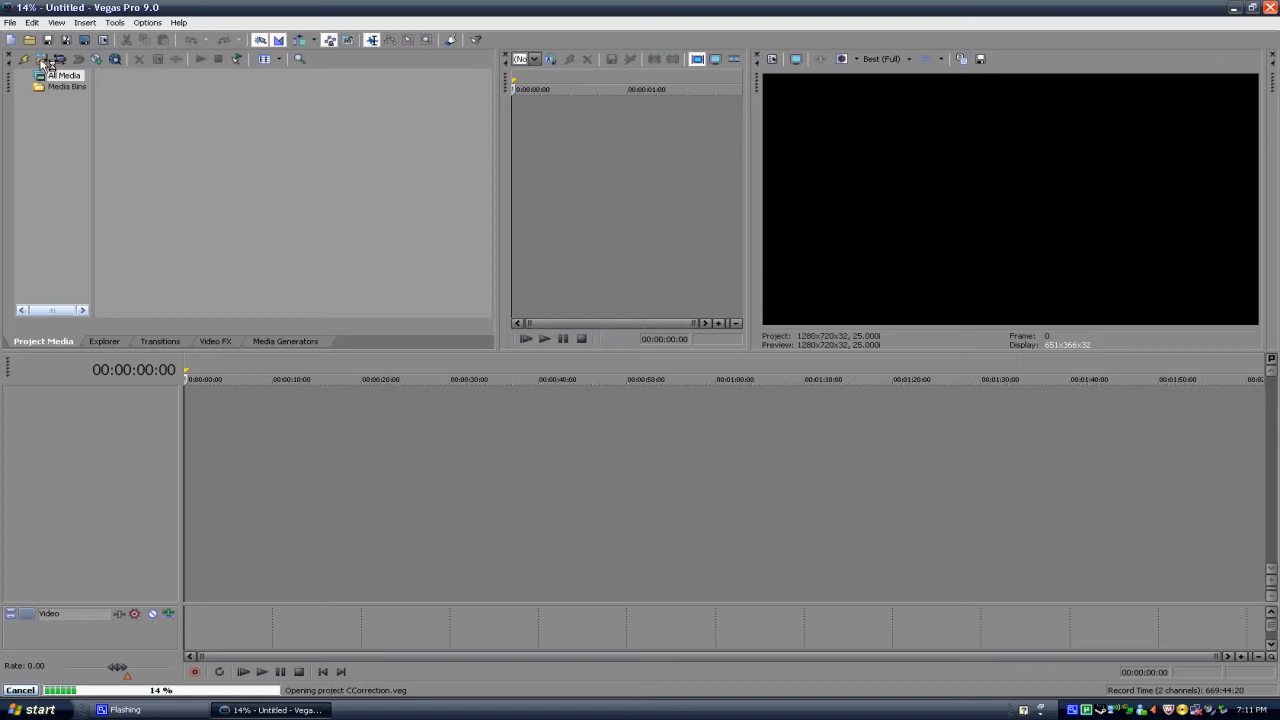 14% - Untitled - Vegas Pro 9.0
File Edit View Insert Tools Options Help
(No
Best (Full)
All Media
Media Bins
0:00:00:00 00:00:01:00
00:00:00:00
Project: 1280x720x32, 25.000i
Preview: 1280x720x32, 25.000i
Frame: 0
Display: 651x366x32
Project Media Explorer Transitions Video FX Media Generators
00:00:00:00
0:00:00:00 00:00:10:00 00:00:20:00 00:00:30:00 00:00:40:00 00:00:50:00 00:01:00:00 00:01:10:00 00:01:20:00 00:01:30:00 00:01:40:00 00:01:50:00
Video
Rate: 0.00
00:00:00:00
Cancel 14 % Opening project CCorrection.veg Record Time (2 channels): 669:44:20
start Flashing 14% - Untitled - Vega... 7:11 PM